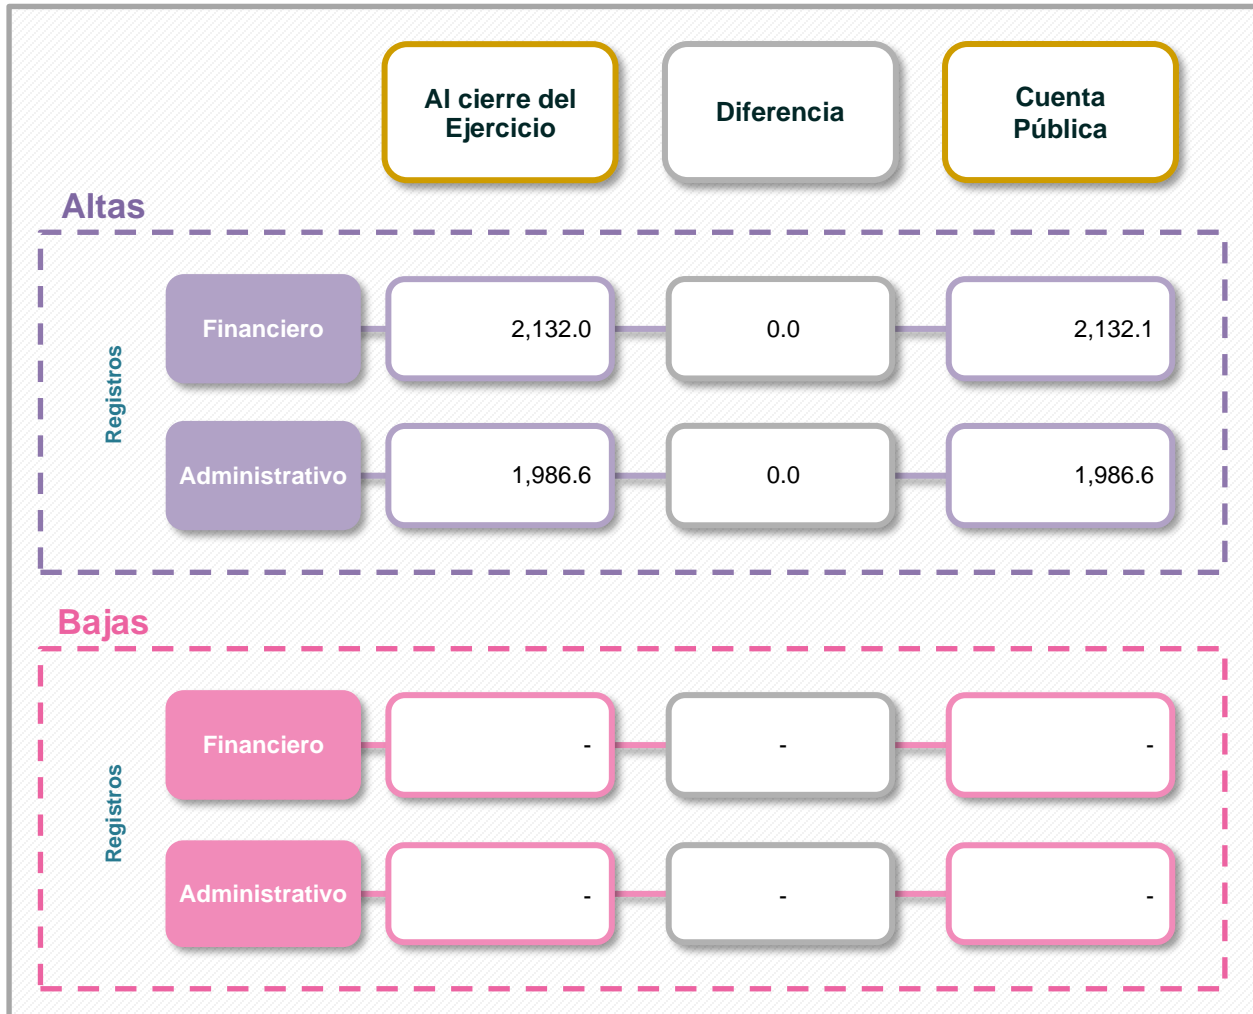 Al cierre del
Ejercicio
Diferencia
Cuenta
Pública
Altas
Registros
Financiero
2,132.0
0.0
2,132.1
Administrativo
1,986.6
0.0
1,986.6
Bajas
Registros
Financiero
-
-
-
Administrativo
-
-
-